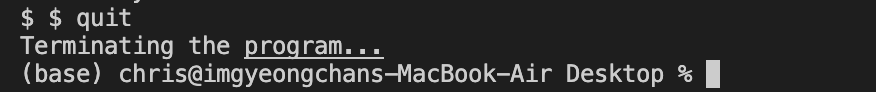 $ $ quit
Terminating the program...
(base) chris@imgyeongchans-MacBook-Air Desktop %